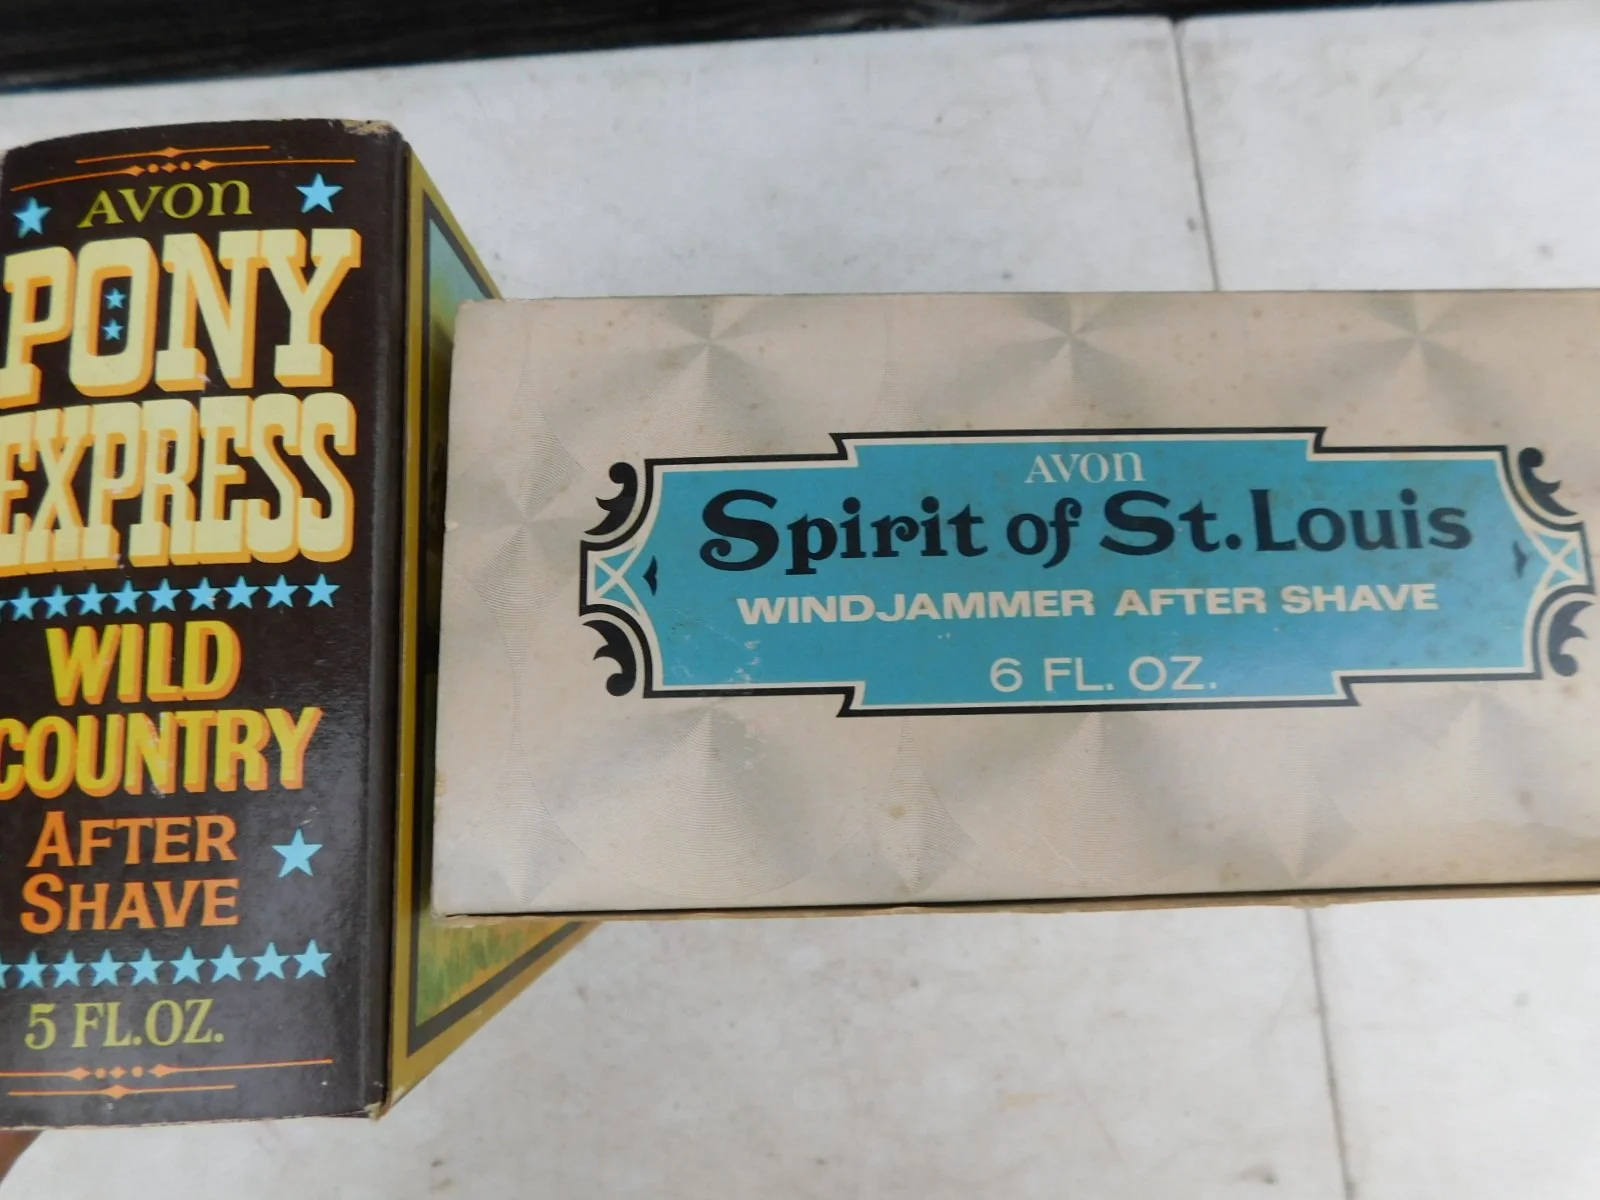 AVON
PONY
EXPRESS
WILD
COUNTRY
AFTER
SHAVE
5 FL.OZ.
AVON
Spirit of St. Louis
WINDJAMMER AFTER SHAVE
6 FL. OZ.